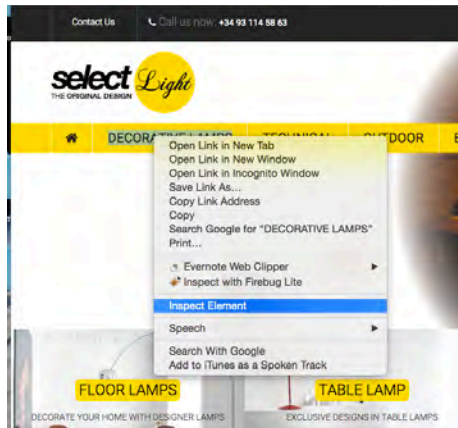 Contact Us Call us now: +34 93 114 58 63
select Light
THE ORIGINAL DESIGN
DECORATIVE LAMPS TECHNICAL OUTDOOR
Open Link in New Tab
Open Link in New Window
Open Link in Incognito Window
Save Link As...
Copy Link Address
Copy
Search Google for "DECORATIVE LAMPS"
Print...
Evernote Web Clipper
Inspect with Firebug Lite
Inspect Element
Speech
Search With Google
Add to iTunes as a Spoken Track
FLOOR LAMPS TABLE LAMP
DECORATE YOUR HOME WITH DESIGNER LAMPS EXCLUSIVE DESIGNS IN TABLE LAMPS